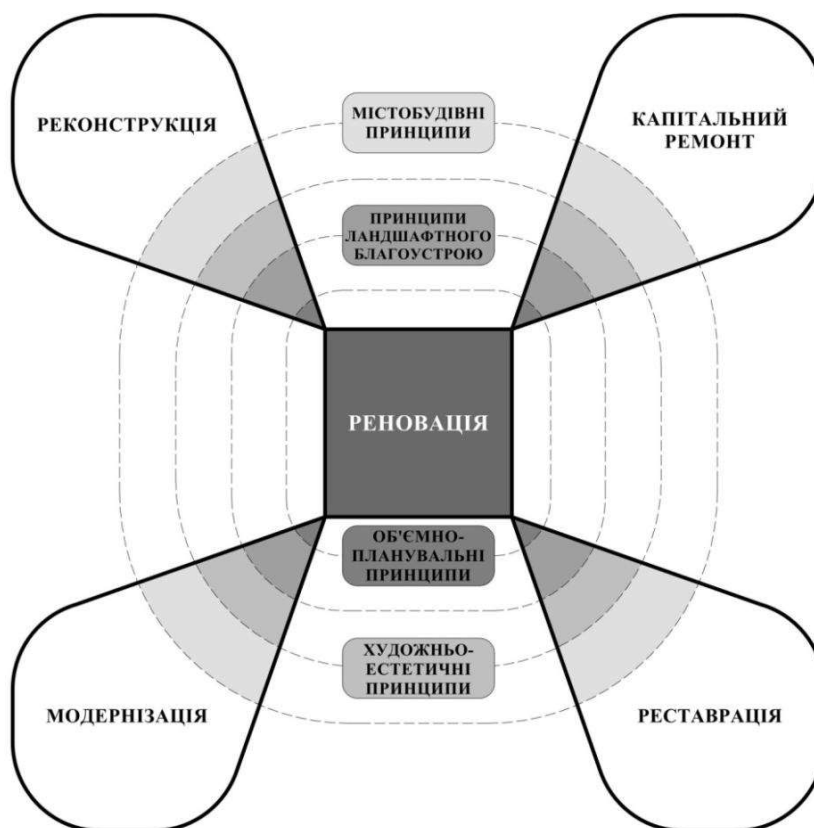 МІСТОБУДІВНІ
ПРИНЦИПИ
РЕКОНСТРУКЦІЯ
КАПІТАЛЬНИЙ
РЕМОНТ
ПРИНЦИПИ
ЛАНДШАФТНОГО
БЛАГОУСТРОЮ
РЕНОВАЦІЯ
ОБ'ЄМНО-
ПЛАНУВАЛЬНІ
ПРИНЦИПИ
ХУДОЖНЬО-
ЕСТЕТИЧНІ
ПРИНЦИПИ
МОДЕРНІЗАЦІЯ
РЕСТАВРАЦІЯ